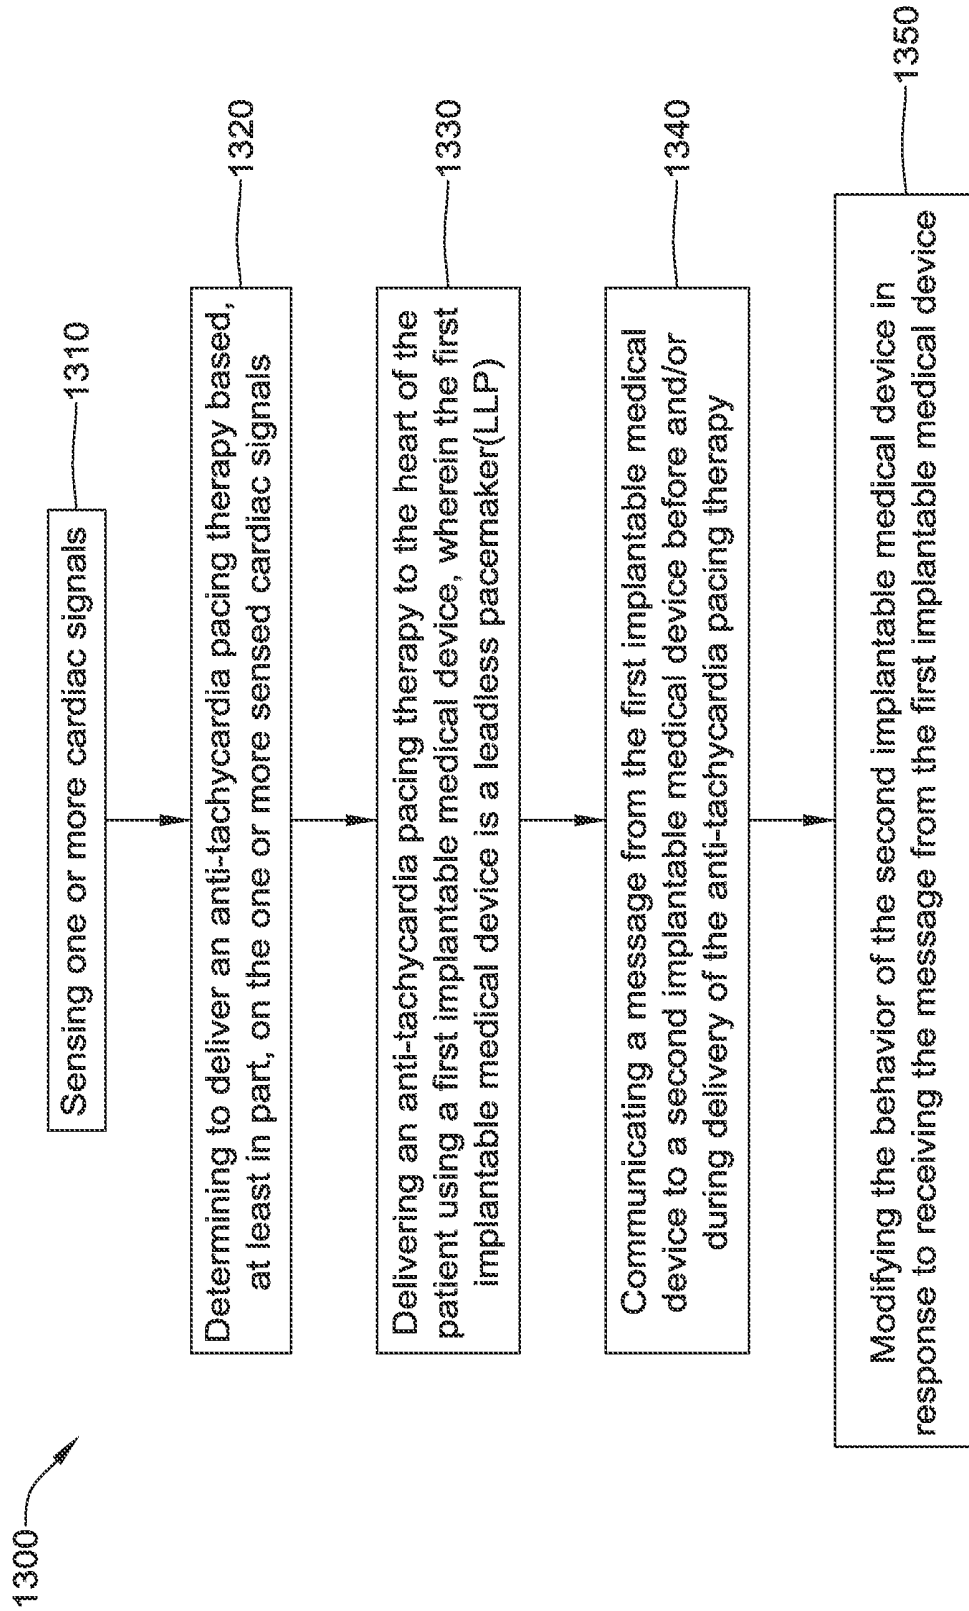 1300
Sensing one or more cardiac signals
1310
Determining to deliver an anti-tachycardia pacing therapy based,
at least in part, on the one or more sensed cardiac signals
1320
Delivering an anti-tachycardia pacing therapy to the heart of the
patient using a first implantable medical device, wherein the first
implantable medical device is a leadless pacemaker(LLP)
1330
Communicating a message from the first implantable medical
device to a second implantable medical device before and/or
during delivery of the anti-tachycardia pacing therapy
1340
Modifying the behavior of the second implantable medical device in
response to receiving the message from the first implantable medical device
1350